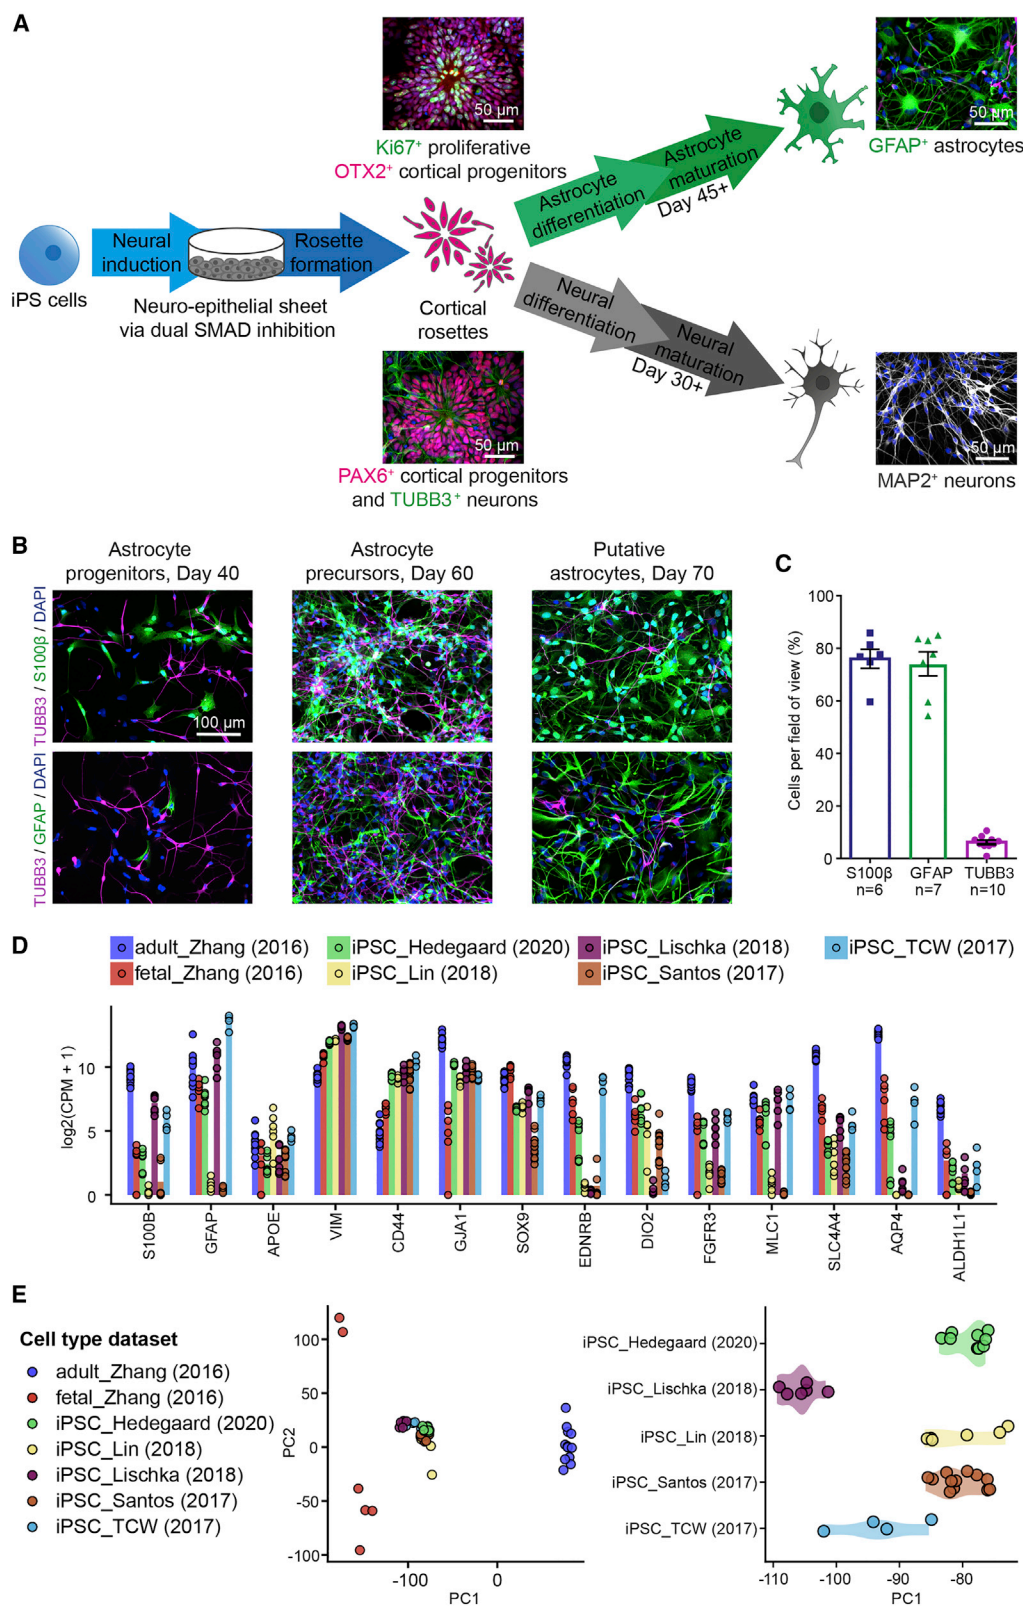 A
50 µm
Ki67+ proliferative
OTX2+ cortical progenitors
Astrocyte
differentiation
Astrocyte
maturation
Day 45+
50 µm
GFAP+ astrocytes
Neural
induction
Rosette
formation
iPS cells
Neuro-epithelial sheet
via dual SMAD inhibition
Cortical
rosettes
Neural
differentiation
Neural
maturation
Day 30+
50 µm
PAX6+ cortical progenitors
and TUBB3+ neurons
50 µm
MAP2+ neurons
B
Astrocyte
progenitors, Day 40
Astrocyte
precursors, Day 60
Putative
astrocytes, Day 70
TUBB3 / S100β / DAPI
100 µm
TUBB3 / GFAP / DAPI
C
Cells per field of view (%)
100
80
60
40
20
0
S100β
n=6
GFAP
n=7
TUBB3
n=10
D
adult_Zhang (2016)
iPSC_Hedegaard (2020)
iPSC_Lischka (2018)
iPSC_TCW (2017)
fetal_Zhang (2016)
iPSC_Lin (2018)
iPSC_Santos (2017)
log2(CPM + 1)
10
5
0
S100B
GFAP
APOE
VIM
CD44
GJA1
SOX9
EDNRB
DIO2
FGFR3
MLC1
SLC4A4
AQP4
ALDH1L1
E
Cell type dataset
adult_Zhang (2016)
fetal_Zhang (2016)
iPSC_Hedegaard (2020)
iPSC_Lin (2018)
iPSC_Lischka (2018)
iPSC_Santos (2017)
iPSC_TCW (2017)
PC2
100
50
0
-50
-100
-100
0
PC1
iPSC_Hedegaard (2020)
iPSC_Lischka (2018)
iPSC_Lin (2018)
iPSC_Santos (2017)
iPSC_TCW (2017)
-110
-100
-90
-80
PC1